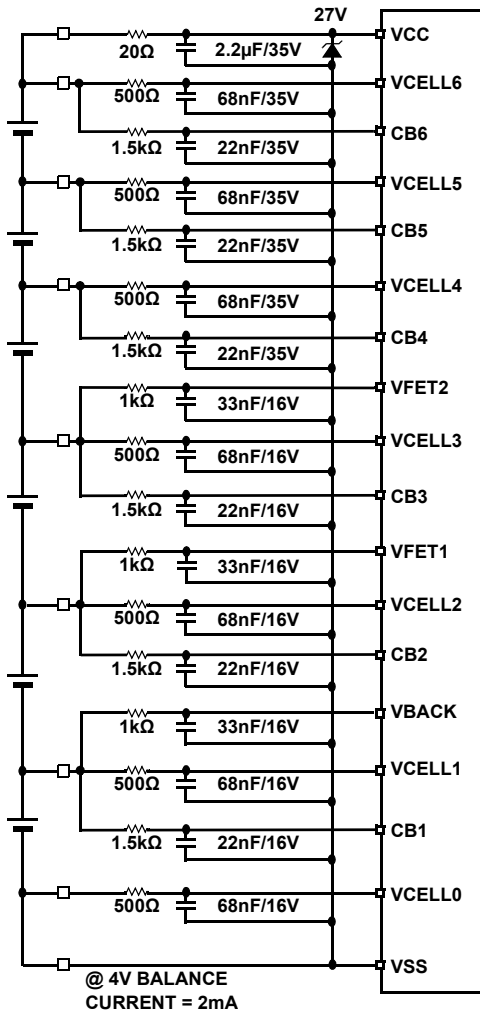 27V
VCC
20Ω
2.2µF/35V
VCELL6
500Ω
68nF/35V
CB6
1.5kΩ
22nF/35V
VCELL5
500Ω
68nF/35V
CB5
1.5kΩ
22nF/35V
VCELL4
500Ω
68nF/35V
CB4
1.5kΩ
22nF/35V
VFET2
1kΩ
33nF/16V
VCELL3
500Ω
68nF/16V
CB3
1.5kΩ
22nF/16V
VFET1
1kΩ
33nF/16V
VCELL2
500Ω
68nF/16V
CB2
1.5kΩ
22nF/16V
VBACK
1kΩ
33nF/16V
VCELL1
500Ω
68nF/16V
CB1
1.5kΩ
22nF/16V
VCELL0
500Ω
68nF/16V
VSS
@ 4V BALANCE
CURRENT = 2mA